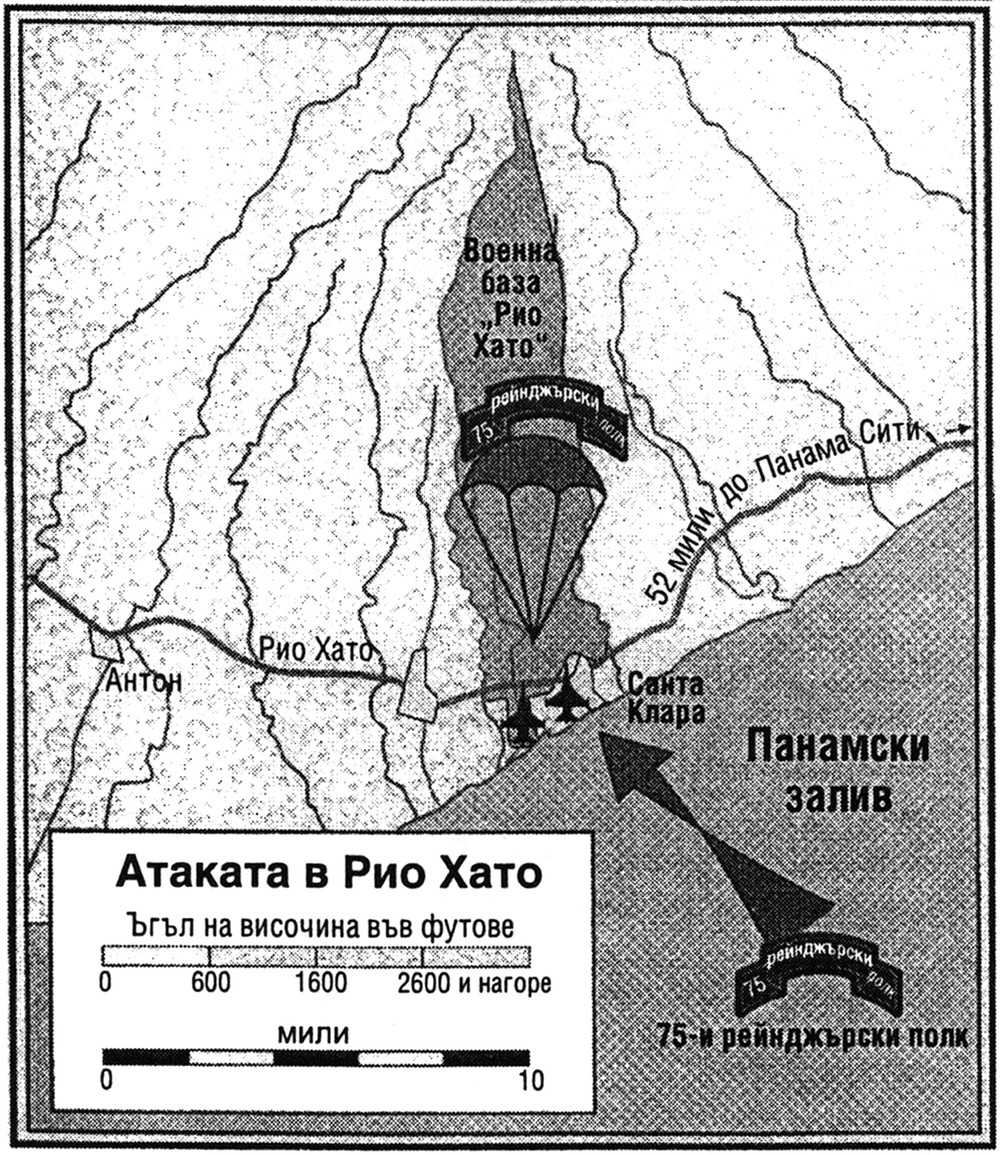 Военна
база
„Рио
Хато“
75 рейнджърски полк
52 мили до Панама Сити
Рио Хато
Антон
Санта
Клара
Панамски
залив
75 рейнджърски полк
75-и рейнджърски полк
Атаката в Рио Хато
Ъгъл на височина във футове
0 600 1600 2600 и нагоре
мили
0 10